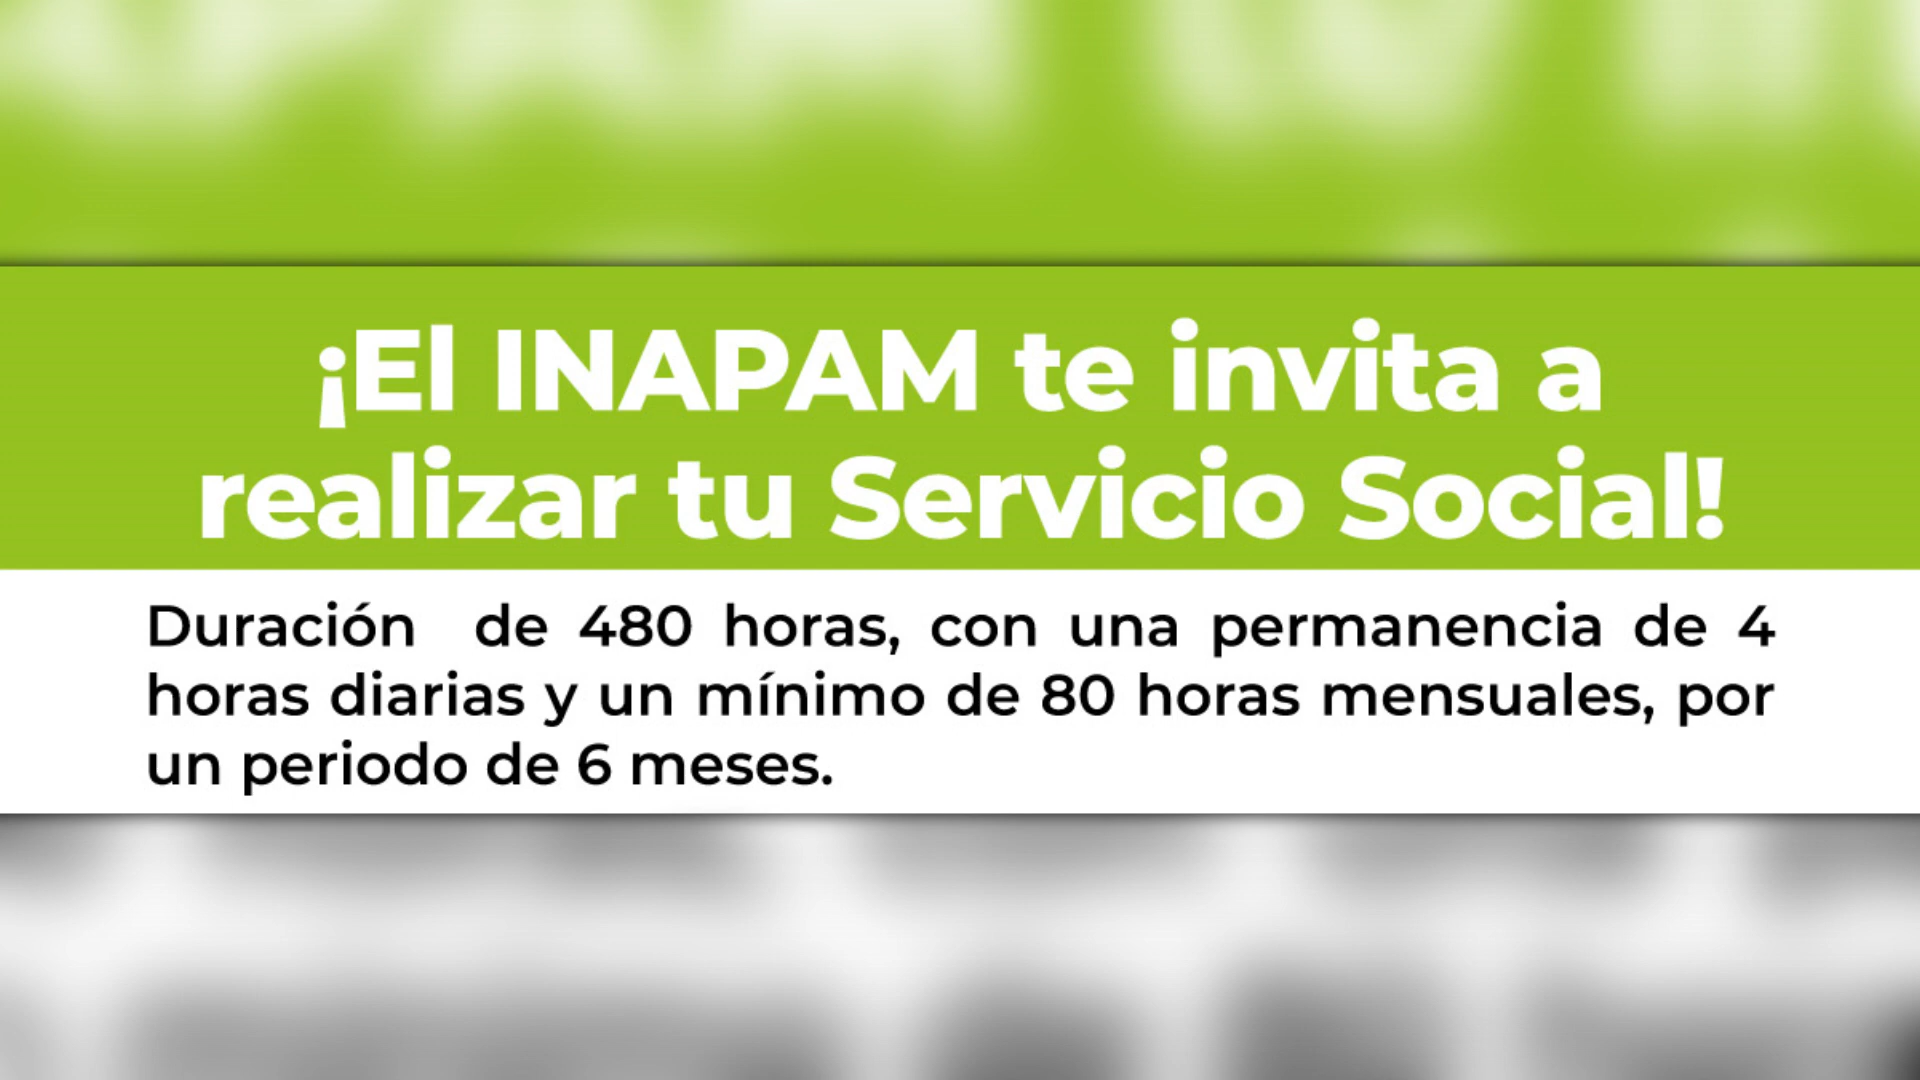 ¡El INAPAM te invita a
realizar tu Servicio Social!
Duración de 480 horas, con una permanencia de 4
horas diarias y un mínimo de 80 horas mensuales, por
un periodo de 6 meses.